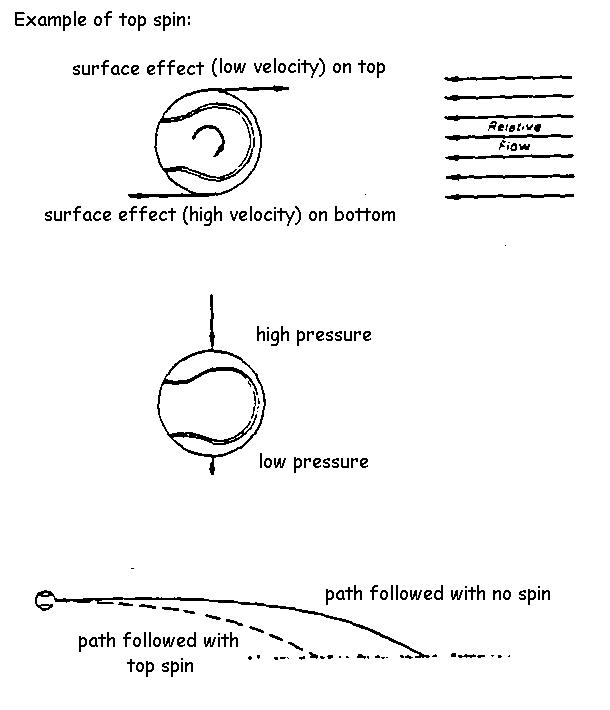 Example of top spin:
surface effect (low velocity) on top
Relative
Flow
surface effect (high velocity) on bottom
high pressure
low pressure
path followed with no spin
path followed with
top spin